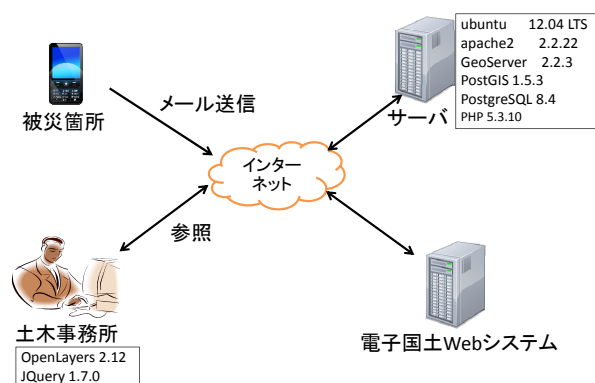 ubuntu 12.04 LTS
apache2 2.2.22
GeoServer 2.2.3
PostGIS 1.5.3
PostgreSQL 8.4
PHP 5.3.10
サーバ
被災箇所
メール送信
インター
ネット
参照
土木事務所
OpenLayers 2.12
JQuery 1.7.0
電子国土Webシステム